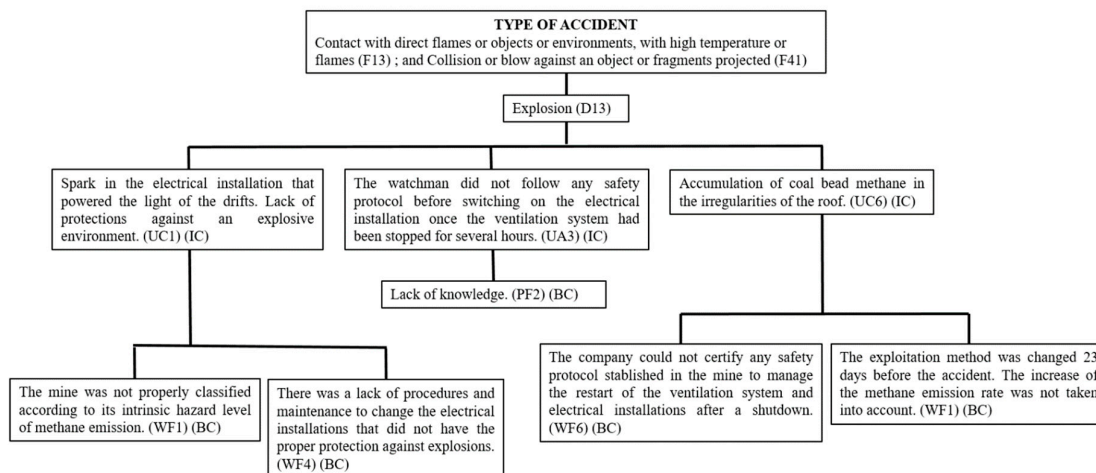 TYPE OF ACCIDENT
Contact with direct flames or objects or environments, with high temperature or
flames (F13) ; and Collision or blow against an object or fragments projected (F41)
Explosion (D13)
Spark in the electrical installation that
powered the light of the drifts. Lack of
protections against an explosive
environment. (UC1) (IC)
The watchman did not follow any safety
protocol before switching on the electrical
installation once the ventilation system had
been stopped for several hours. (UA3) (IC)
Accumulation of coal bead methane in
the irregularities of the roof. (UC6) (IC)
Lack of knowledge. (PF2) (BC)
The mine was not properly classified
according to its intrinsic hazard level
of methane emission. (WF1) (BC)
There was a lack of procedures and
maintenance to change the electrical
installations that did not have the
proper protection against explosions.
(WF4) (BC)
The company could not certify any safety
protocol stablished in the mine to manage
the restart of the ventilation system and
electrical installations after a shutdown.
(WF6) (BC)
The exploitation method was changed 23
days before the accident. The increase of
the methane emission rate was not taken
into account. (WF1) (BC)